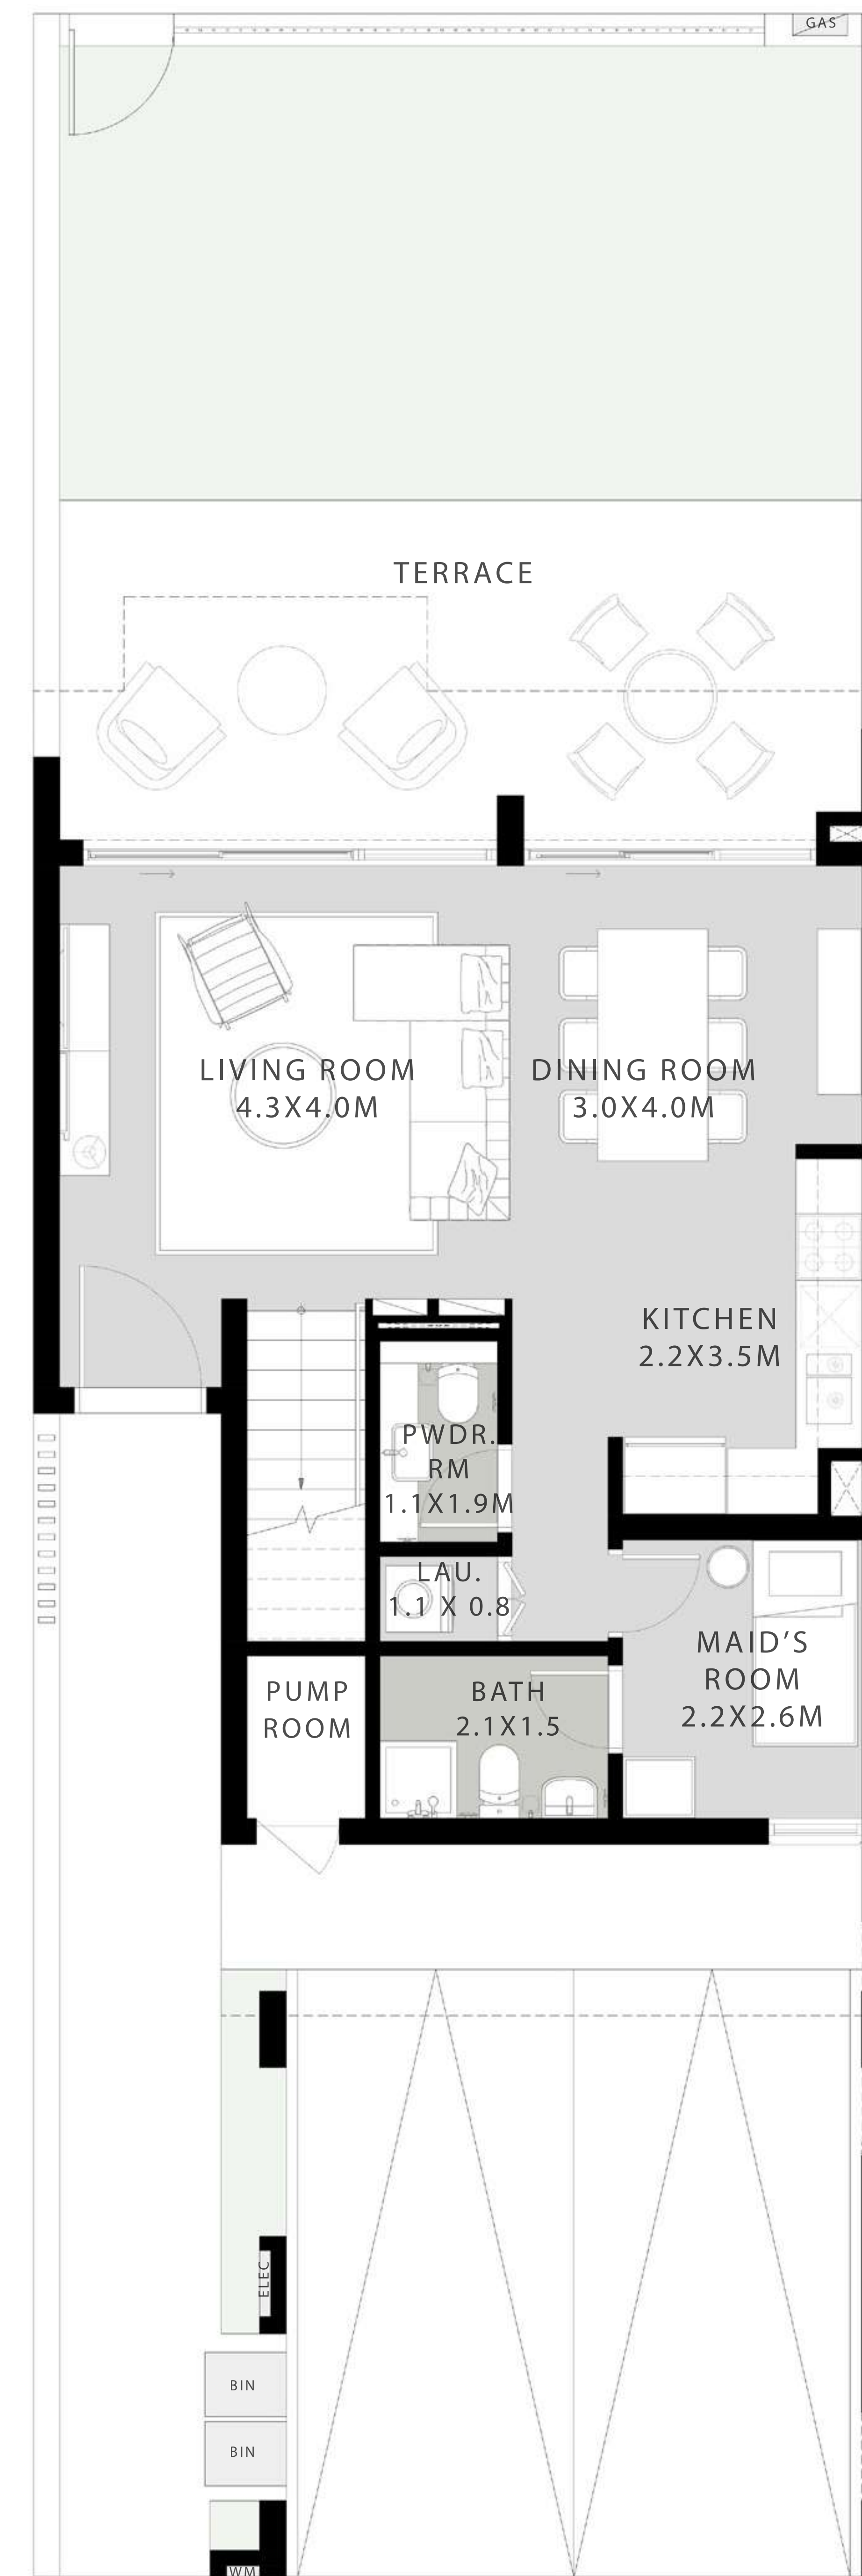 GAS
TERRACE
LIVING ROOM
4.3X4.0M
DINING ROOM
3.0X4.0M
KITCHEN
2.2X3.5M
PWDR.
RM
1.1X1.9M
LAU.
1.1 X 0.8
MAID'S
ROOM
2.2X2.6M
PUMP
ROOM
BATH
2.1X1.5
ELEC
BIN
BIN
WM